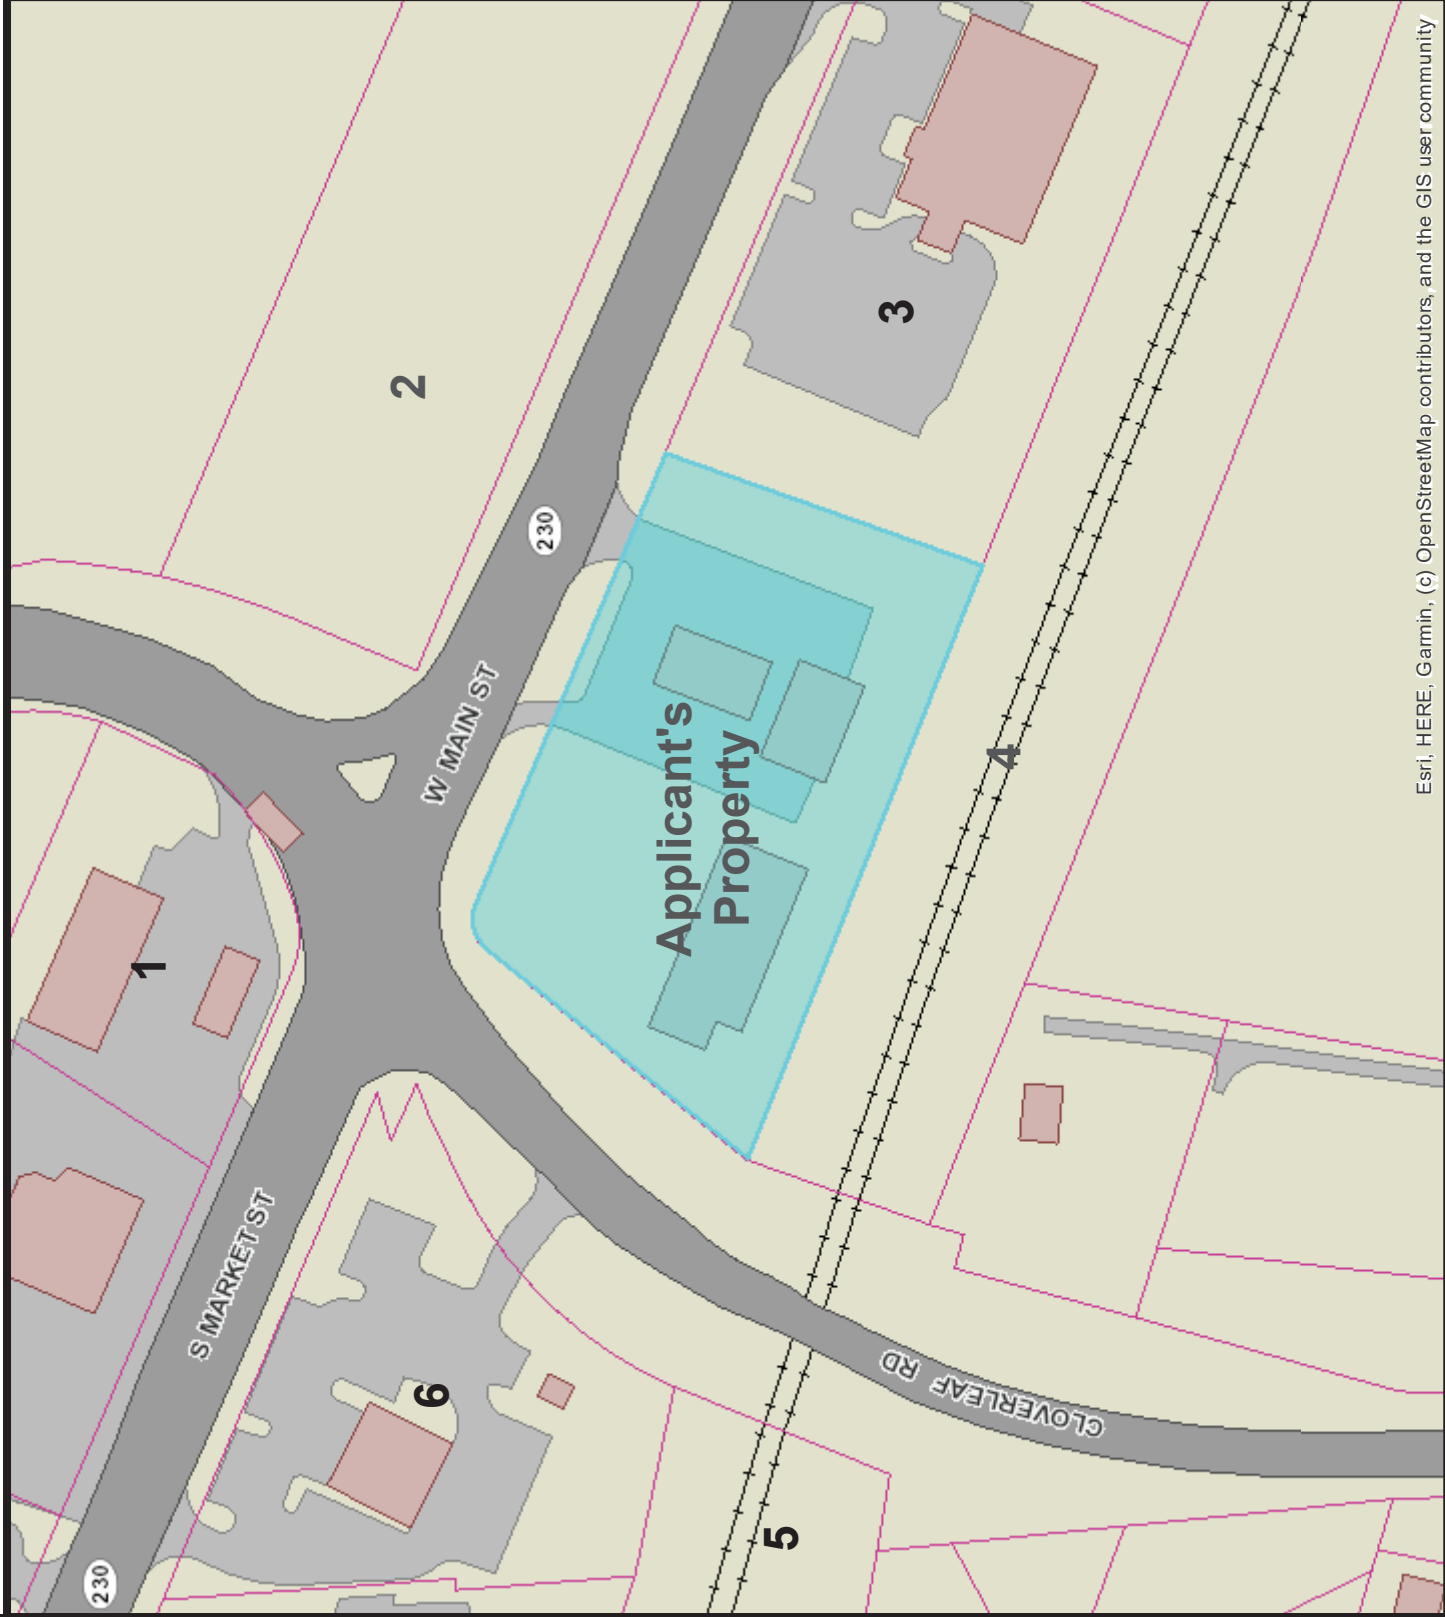 1
2
230
W MAIN ST
S MARKET ST
Applicant's
Property
3
4
6
230
5
CLOVERLEAF RD
Esri, HERE, Garmin, (c) OpenStreetMap contributors, and the GIS user community